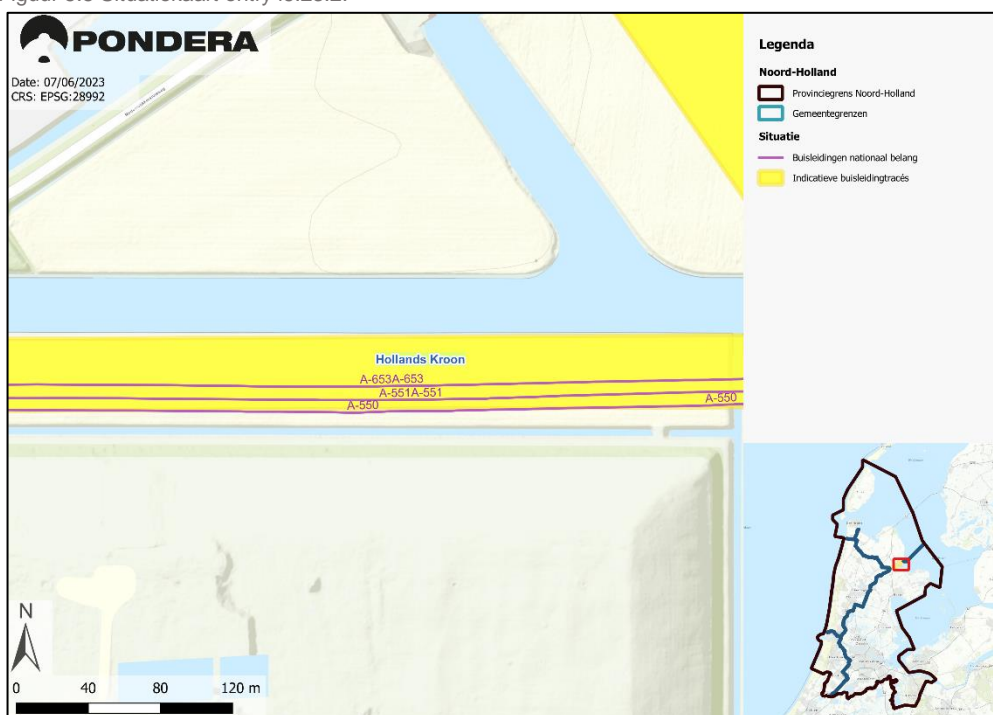 PONDERA
Date: 07/06/2023
CRS: EPSG:28992
Hollands Kroon
A-653A-653
A-551A-551
A-550
A-550
N
0 40 80 120 m
Legenda
Noord-Holland
Provinciegrens Noord-Holland
Gemeentegrenzen
Situatie
Buisleidingen nationaal belang
Indicatieve buisleidingtracés